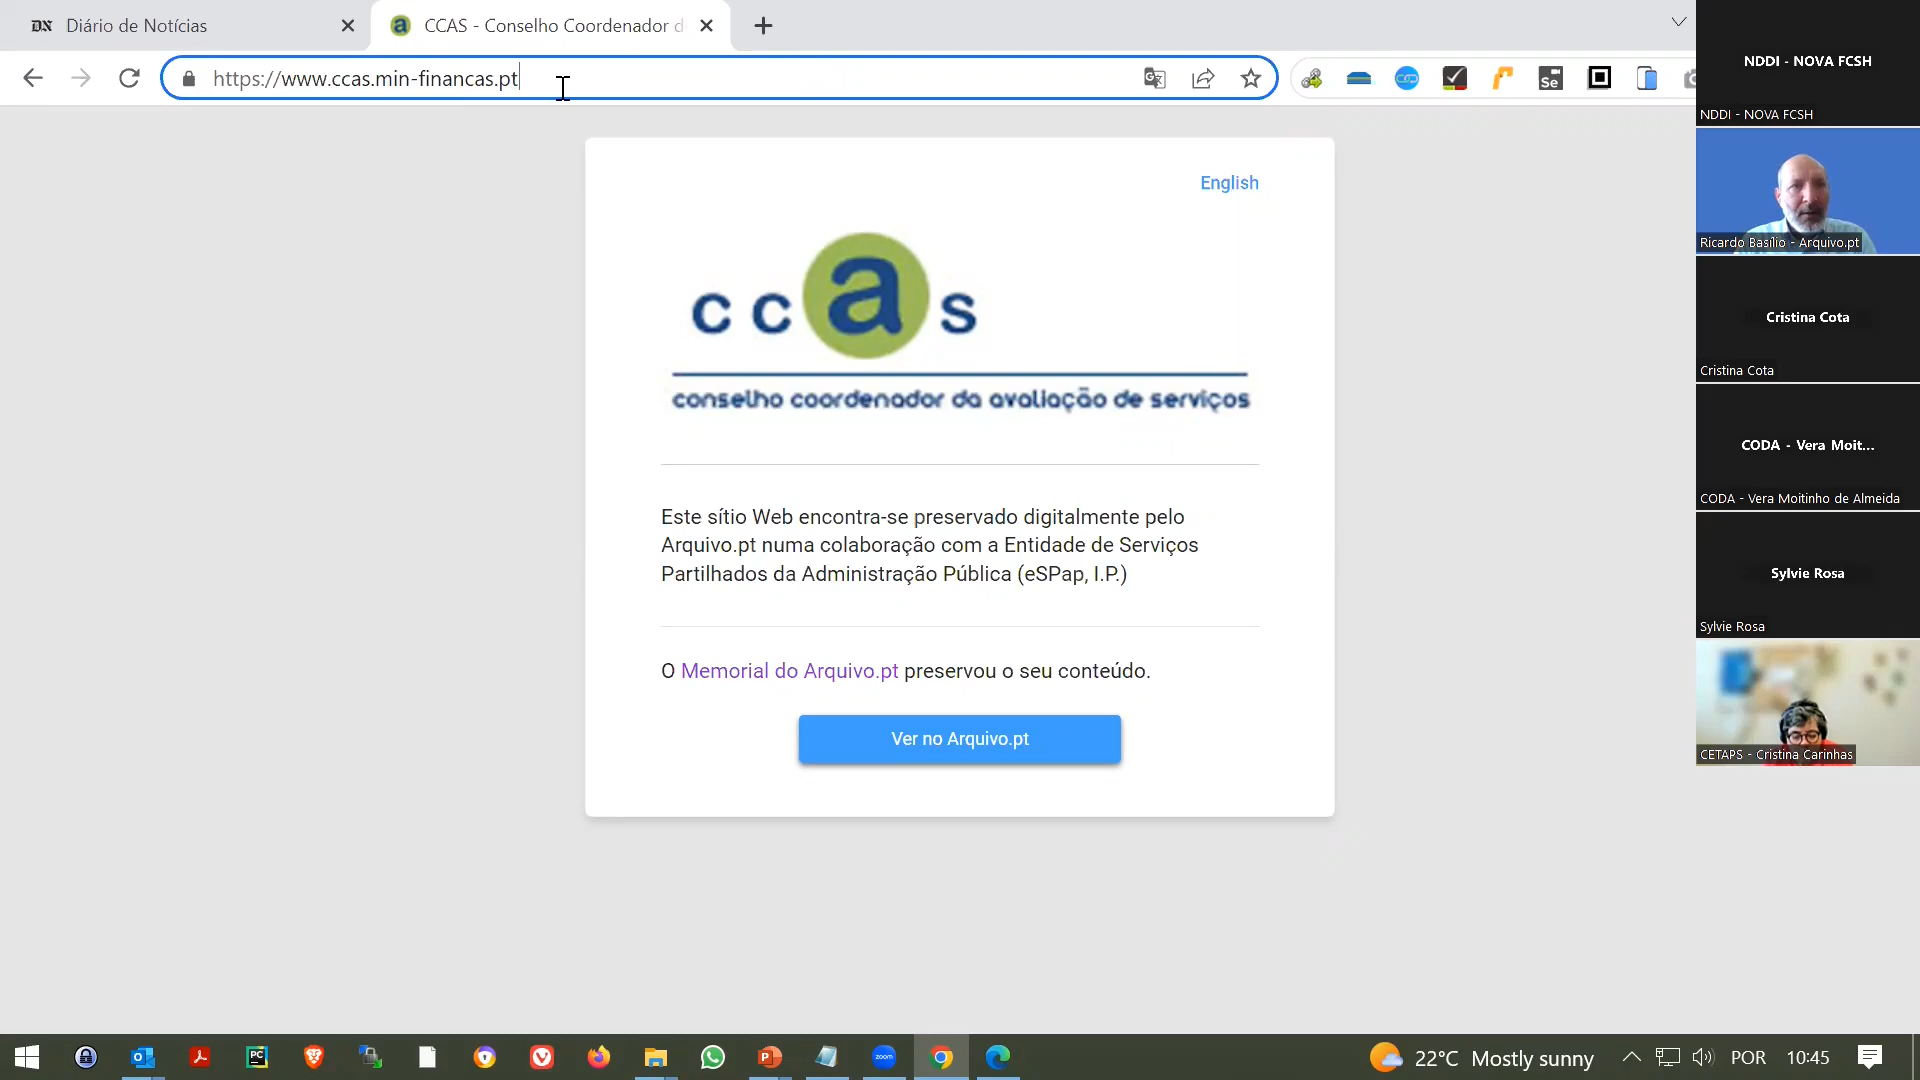 DN Diário de Notícias
a CCAS - Conselho Coordenador d
https://www.ccas.min-financas.pt
Se
English
c c a s
conselho coordenador da avaliação de serviços
Este sítio Web encontra-se preservado digitalmente pelo
Arquivo.pt numa colaboração com a Entidade de Serviços
Partilhados da Administração Pública (eSPap, I.P.)
O Memorial do Arquivo.pt preservou o seu conteúdo.
Ver no Arquivo.pt
NDDI - NOVA FCSH
NDDI - NOVA FCSH
Ricardo Basílio - Arquivo.pt
Cristina Cota
Cristina Cota
CODA - Vera Moit...
CODA - Vera Moitinho de Almeida
Sylvie Rosa
Sylvie Rosa
CETAPS - Cristina Carinhas
PC
zoom
22°C Mostly sunny
POR
10:45